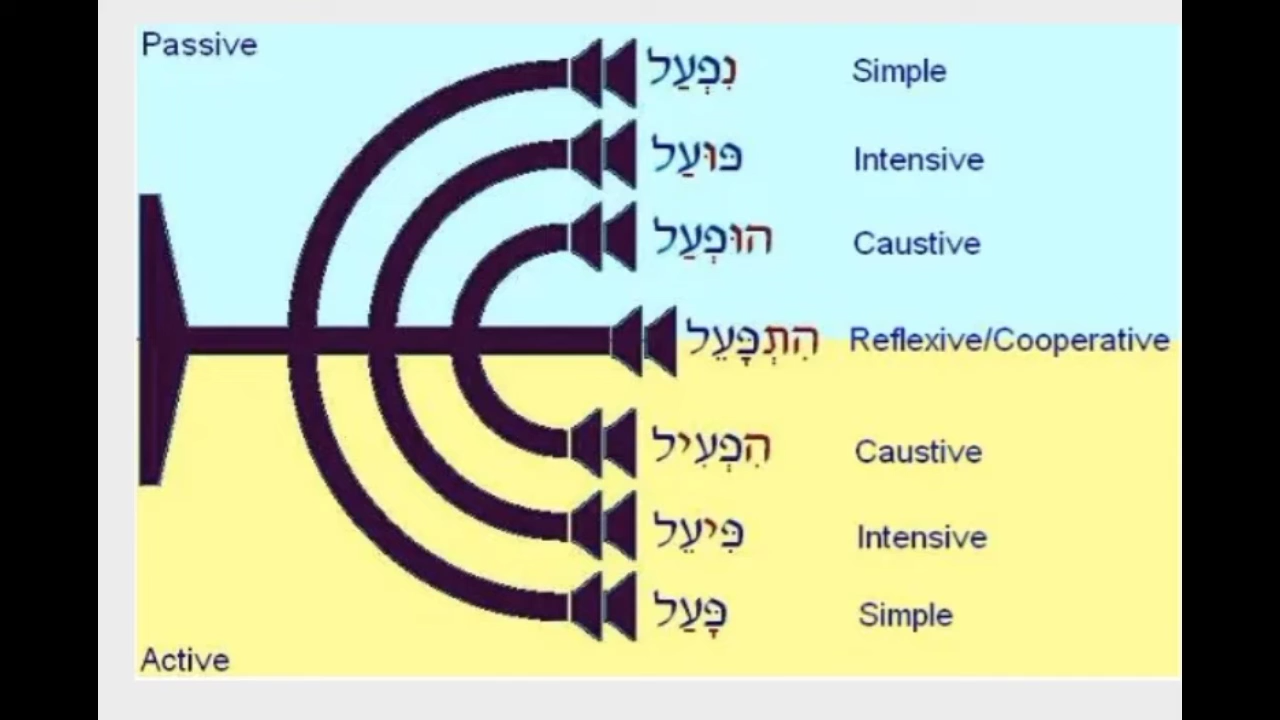 Passive
נִפְעַל Simple
פּוּעַל Intensive
הוּפְעַל Caustive
הִתְפָּעֵל Reflexive/Cooperative
הִפְעִיל Caustive
פִּיעֵל Intensive
פָּעַל Simple
Active